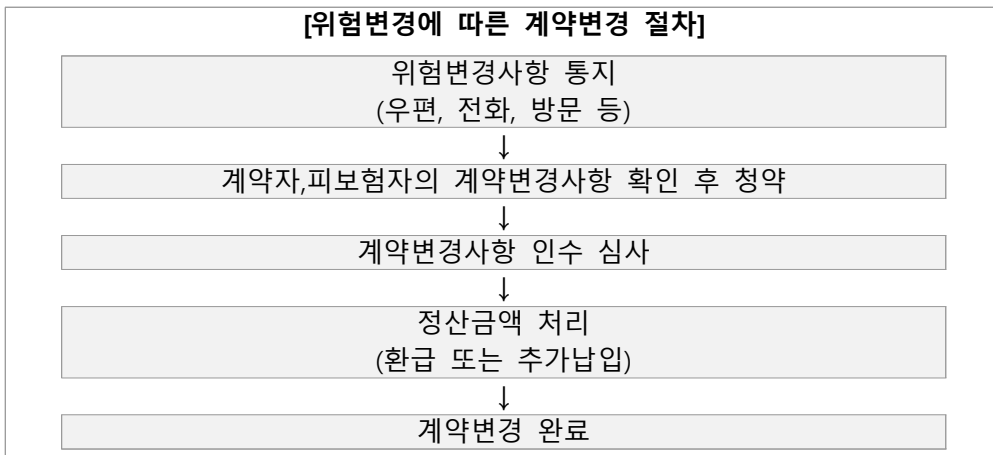 [위험변경에 따른 계약변경 절차]
위험변경사항 통지
(우편, 전화, 방문 등)
↓
계약자,피보험자의 계약변경사항 확인 후 청약
↓
계약변경사항 인수 심사
↓
정산금액 처리
(환급 또는 추가납입)
↓
계약변경 완료